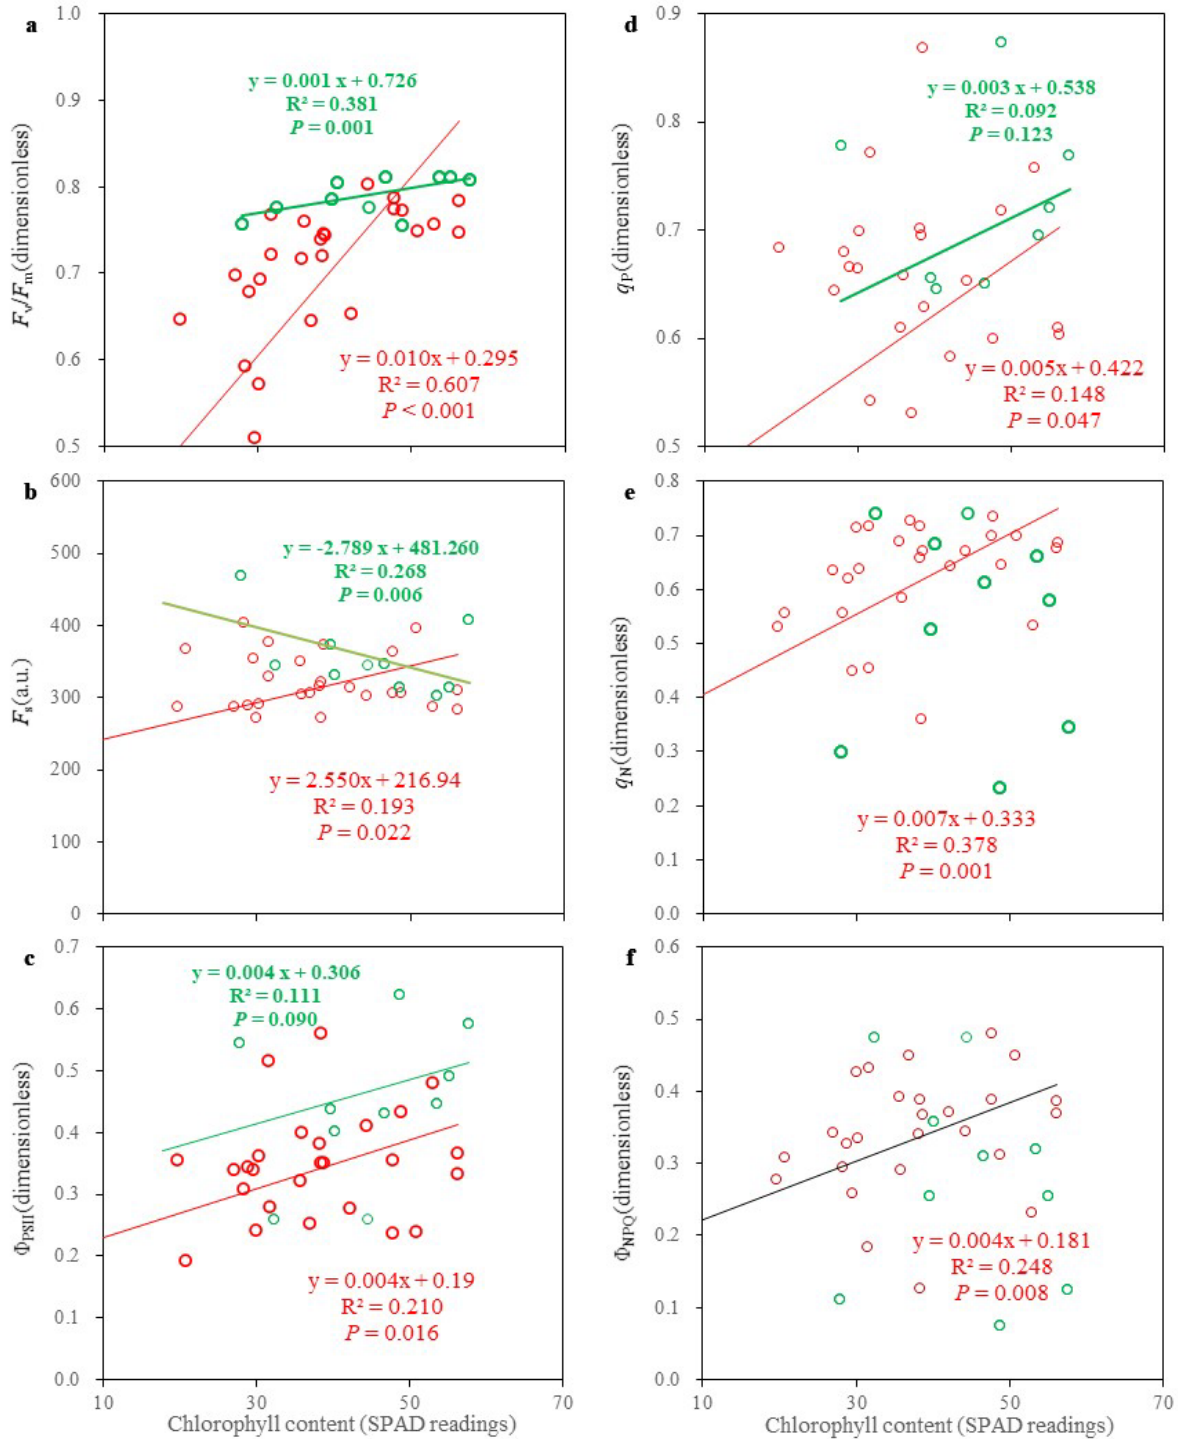 a
1.0
0.9
0.8
0.7
0.6
0.5
Fv/Fm(dimensionless)
y = 0.001 x + 0.726
R² = 0.381
P = 0.001
y = 0.010x + 0.295
R² = 0.607
P < 0.001
d
0.9
0.8
0.7
0.6
0.5
qP(dimensionless)
y = 0.003 x + 0.538
R² = 0.092
P = 0.123
y = 0.005x + 0.422
R² = 0.148
P = 0.047
b
600
500
400
300
200
100
0
Fs(a.u.)
y = -2.789 x + 481.260
R² = 0.268
P = 0.006
y = 2.550x + 216.94
R² = 0.193
P = 0.022
e
0.8
0.7
0.6
0.5
0.4
0.3
0.2
0.1
0.0
qN(dimensionless)
y = 0.007x + 0.333
R² = 0.378
P = 0.001
c
0.7
0.6
0.5
0.4
0.3
0.2
0.1
0.0
ΦPSII(dimensionless)
y = 0.004 x + 0.306
R² = 0.111
P = 0.090
y = 0.004x + 0.19
R² = 0.210
P = 0.016
10 30 50 70
Chlorophyll content (SPAD readings)
f
0.6
0.5
0.4
0.3
0.2
0.1
0.0
ΦNPQ(dimensionless)
y = 0.004x + 0.181
R² = 0.248
P = 0.008
10 30 50 70
Chlorophyll content (SPAD readings)